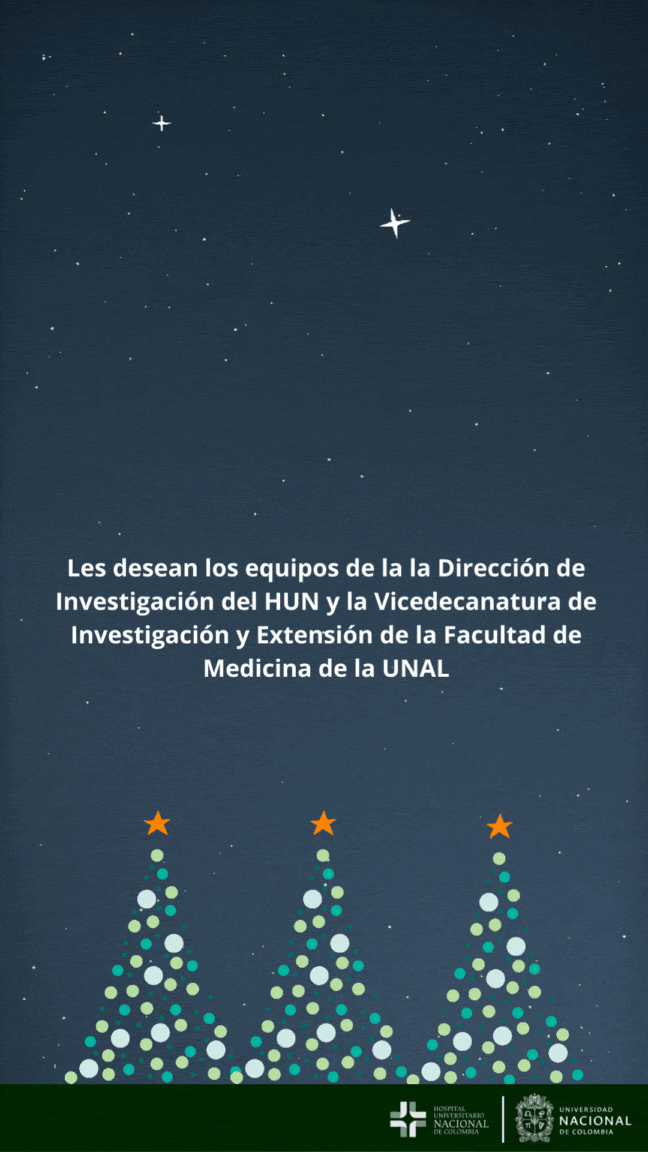 Les desean los equipos de la la Dirección de
Investigación del HUN y la Vicedecanatura de
Investigación y Extensión de la Facultad de
Medicina de la UNAL
HOSPITAL
UNIVERSITARIO
NACIONAL
DE COLOMBIA
UNIVERSIDAD
NACIONAL
DE COLOMBIA